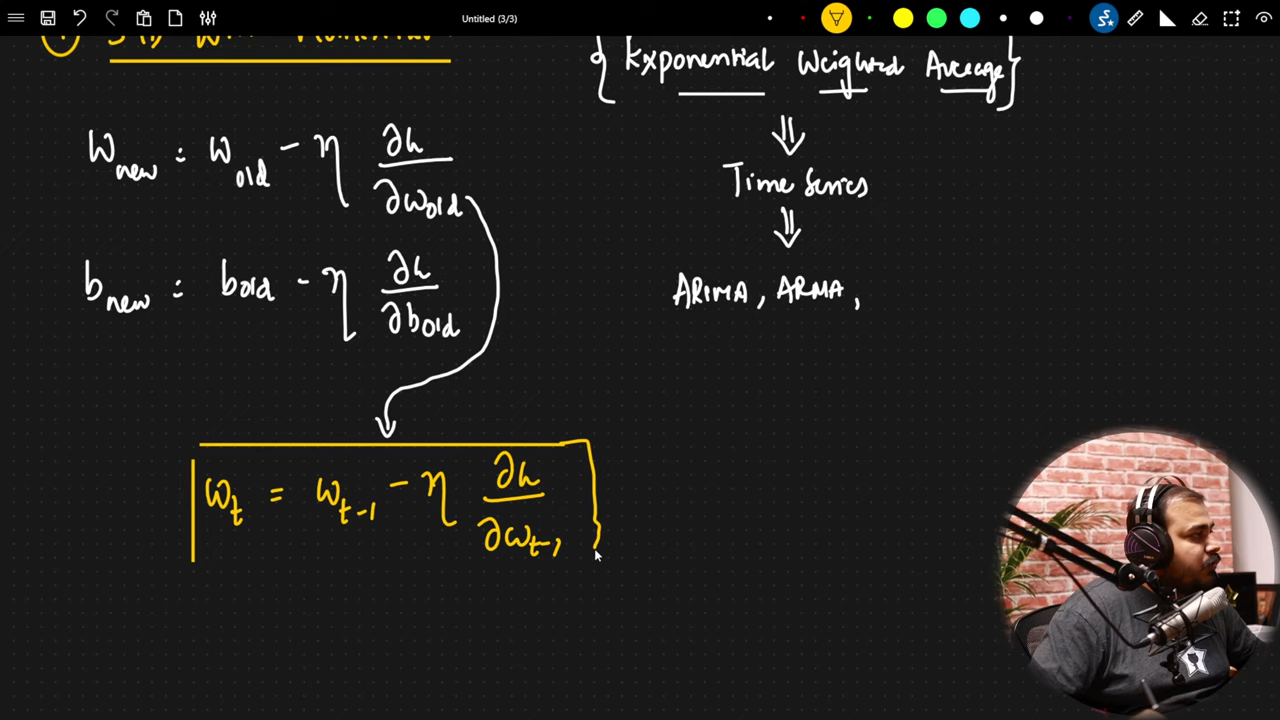 Untitled (3/3)
{Exponential Weighted Average}
⇓
Time Series
⇓
ARIMA, ARMA,
W_new = W_old - η ∂L/∂W_old
b_new = b_old - η ∂L/∂b_old
W_t = W_t-1 - η ∂L/∂W_t-1